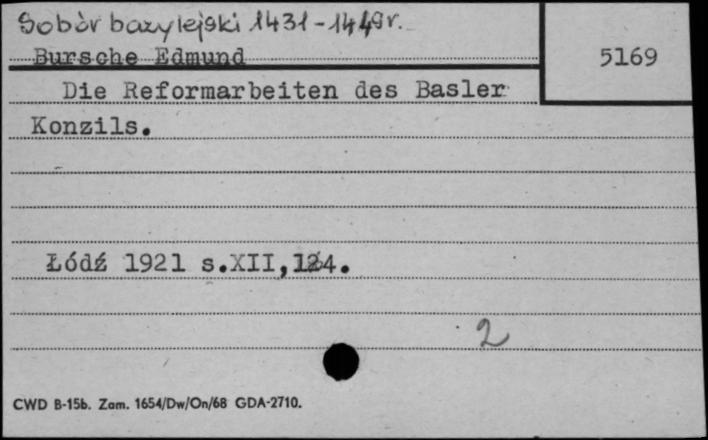 Sobór bazylejski 1431-1449r.
Bursche Edmund
5169
Die Reformarbeiten des Basler
Konzils.
Łódź 1921 s.XII,124.
2
CWD B-15b. Zam. 1654/Dw/On/68 GDA-2710.